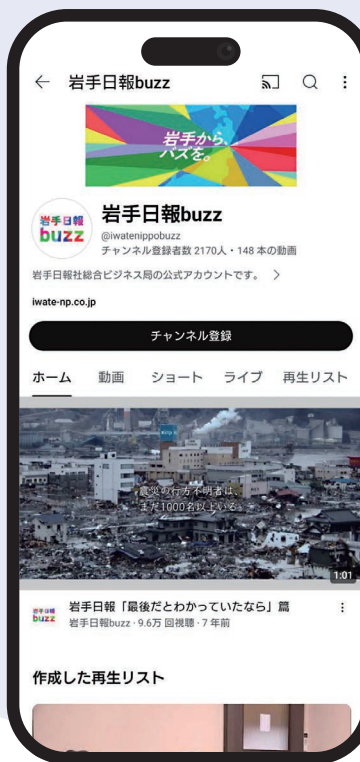 岩手日報buzz
岩手から、
バズを。
岩手日報
buzz
岩手日報buzz
@iwatenippobuzz
チャンネル登録者数 2170人・148 本の動画
岩手日報社総合ビジネス局の公式アカウントです。
iwate-np.co.jp
チャンネル登録
ホーム 動画 ショート ライブ 再生リスト
震災の行方不明者は、
まだ1000名以上いる。
1:01
岩手日報
buzz
岩手日報「最後だとわかっていたなら」篇
岩手日報buzz・9.6万 回視聴・7 年前
作成した再生リスト